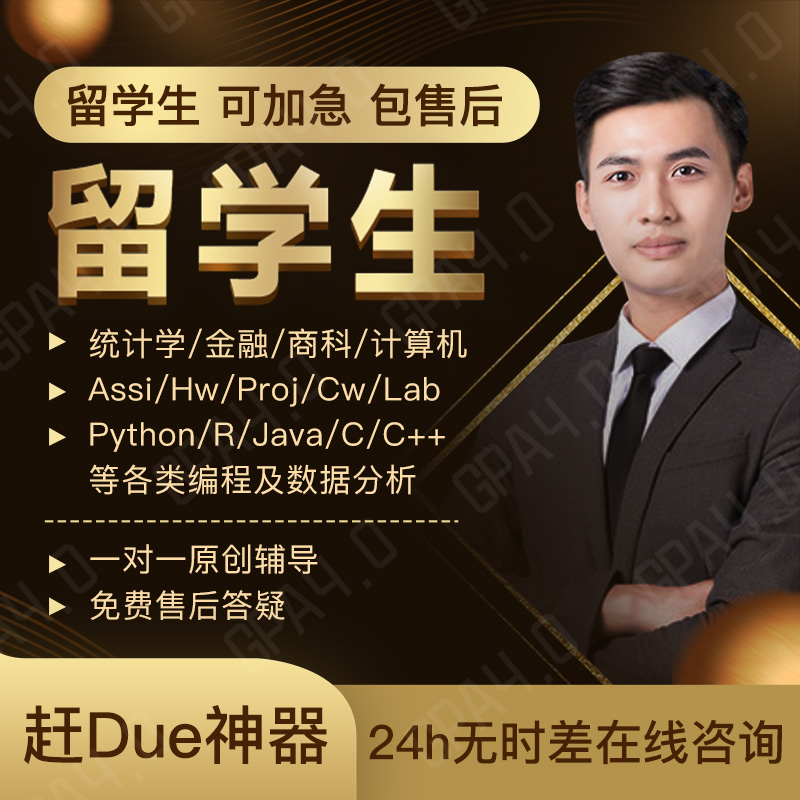 留学生 可加急 包售后
留学生
统计学/金融/商科/计算机
Assi/Hw/Proj/Cw/Lab
Python/R/Java/C/C++
等各类编程及数据分析
一对一原创辅导
免费售后答疑
赶Due神器
24h无时差在线咨询
GPA4.0